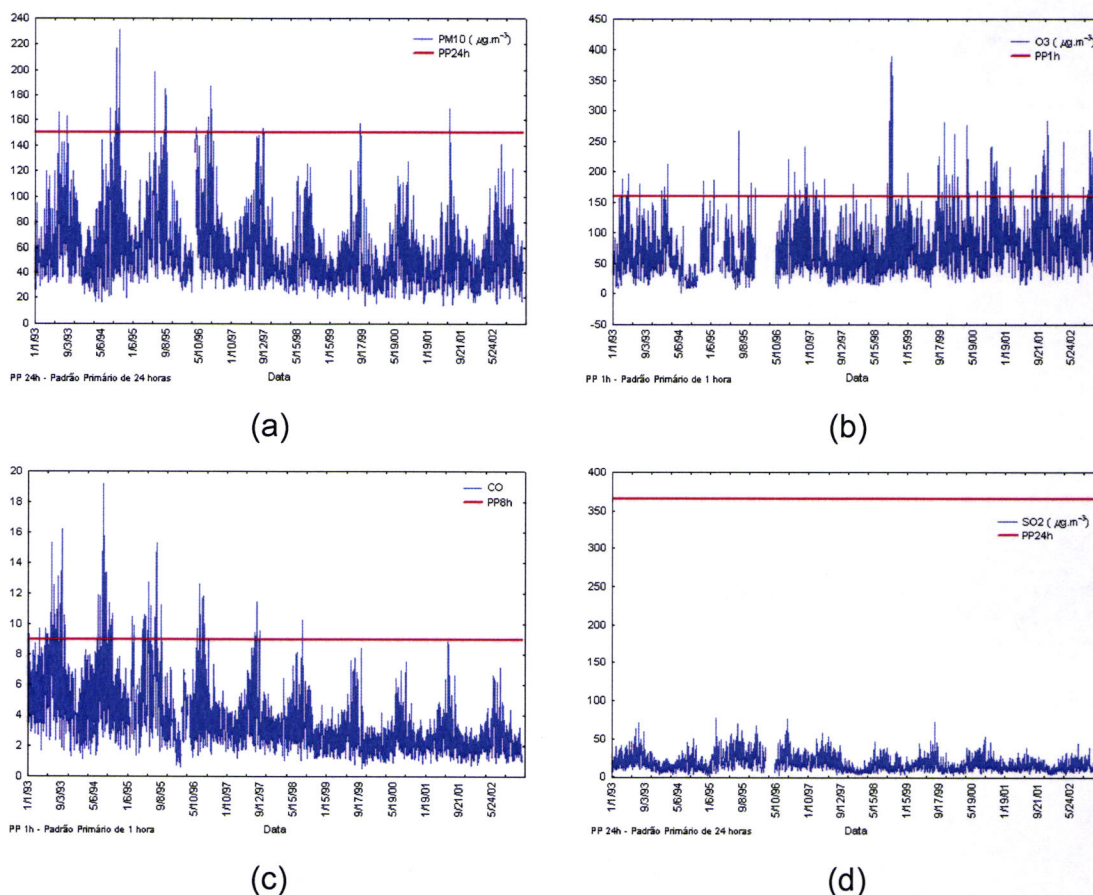 240
220
200
180
160
140
120
100
80
60
40
20
0
PM10 ( µg.m⁻³)
PP24h
1/1/93 9/3/93 5/6/94 1/6/95 9/8/95 5/10/96 1/10/97 9/12/97 5/15/98 1/15/99 9/17/99 5/19/00 1/19/01 9/21/01 5/24/02
Data
PP 24h - Padrão Primário de 24 horas
(a)
450
400
350
300
250
200
150
100
50
0
-50
O3 ( µg.m⁻³)
PP1h
1/1/93 9/3/93 5/6/94 1/6/95 9/8/95 5/10/96 1/10/97 9/12/97 5/15/98 1/15/99 9/17/99 5/19/00 1/19/01 9/21/01 5/24/02
Data
PP 1h - Padrão Primário de 1 hora
(b)
20
18
16
14
12
10
8
6
4
2
0
CO
PP8h
1/1/93 9/3/93 5/6/94 1/6/95 9/8/95 5/10/96 1/10/97 9/12/97 5/15/98 1/15/99 9/17/99 5/19/00 1/19/01 9/21/01 5/24/02
Data
PP 1h - Padrão Primário de 1 hora
(c)
400
350
300
250
200
150
100
50
0
SO2 ( µg.m⁻³)
PP24h
1/1/93 9/3/93 5/6/94 1/6/95 9/8/95 5/10/96 1/10/97 9/12/97 5/15/98 1/15/99 9/17/99 5/19/00 1/19/01 9/21/01 5/24/02
Data
PP 24h - Padrão Primário de 24 horas
(d)